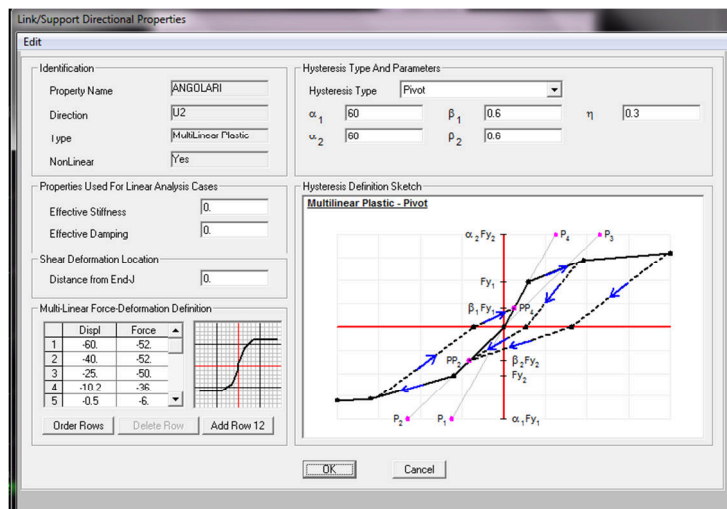 Link/Support Directional Properties
Edit
Identification
Property Name ANGOLARI
Direction U2
Type MultiLinear Plastic
NonLinear Yes
Hysteresis Type And Parameters
Hysteresis Type Pivot
α1 60 β1 0.6 η 0.3
α2 60 β2 0.6
Properties Used For Linear Analysis Cases
Effective Stiffness 0.
Effective Damping 0.
Shear Deformation Location
Distance from End-J 0.
Multi-Linear Force-Deformation Definition
Displ Force
1 -60. -52.
2 -40. -52.
3 -25. -50.
4 -10.2 -36.
5 -0.5 -6.
Order Rows Delete Row Add Row 12
Hysteresis Definition Sketch
Multilinear Plastic - Pivot
α2Fy2 P4 P3
Fy1
β1Fy1 PP4
PP2 β2Fy2
Fy2
P2 P1 α1Fy1
OK Cancel